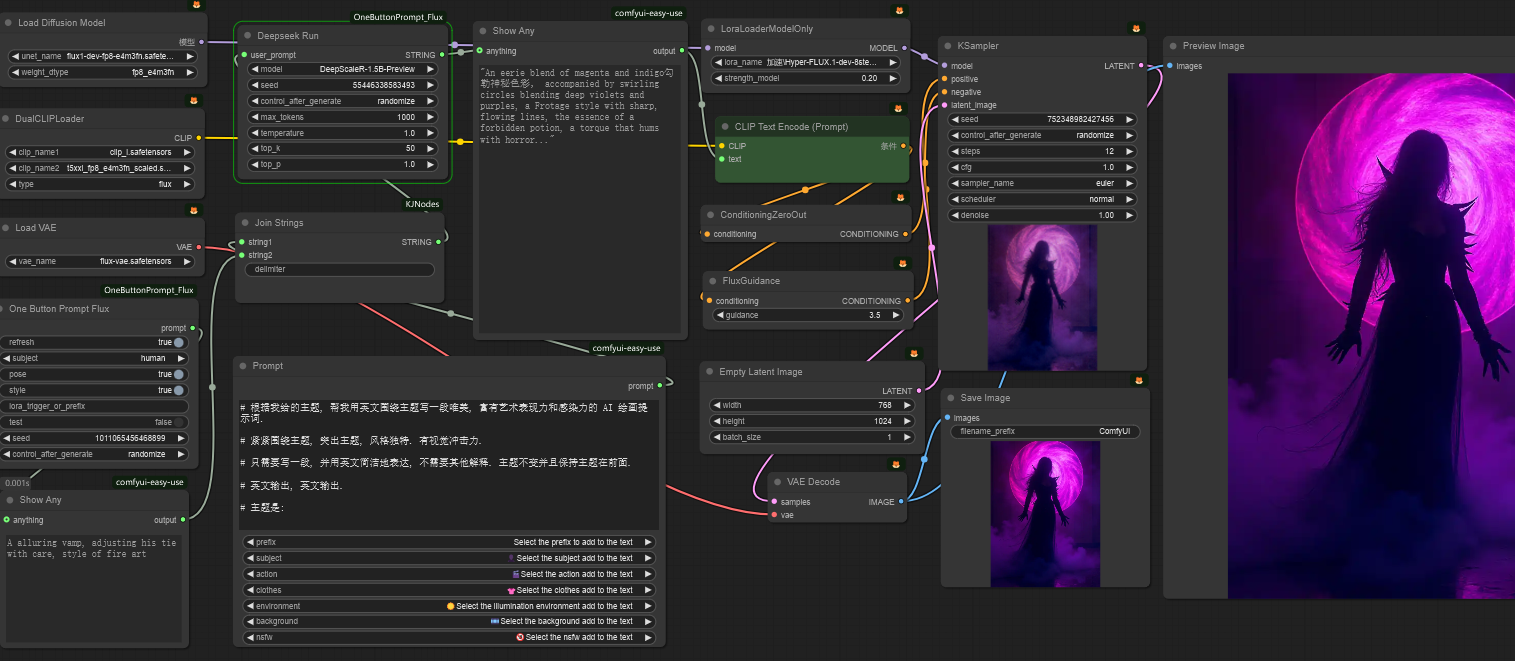 Load Diffusion Model
模型
unet_name flux1-dev-fp8-e4m3fn.safete...
weight_dtype fp8_e4m3fn
DualCLIPLoader
CLIP
clip_name1 clip_l.safetensors
clip_name2 t5xxl_fp8_e4m3fn_scaled.s...
type flux
Load VAE
VAE
vae_name flux-vae.safetensors
OneButtonPrompt_Flux
One Button Prompt Flux
prompt
refresh true
subject human
pose true
style true
lora_trigger_or_prefix
test false
seed 1011065456468899
control_after_generate randomize
0.001s
comfyui-easy-use
Show Any
anything output
A alluring vamp, adjusting his tie
with care, style of fire art
OneButtonPrompt_Flux
Deepseek Run
user_prompt STRING
model DeepScaleR-1.5B-Preview
seed 55446338583493
control_after_generate randomize
max_tokens 1000
temperature 1.0
top_k 50
top_p 1.0
KJNodes
Join Strings
string1 STRING
string2
delimiter
comfyui-easy-use
Show Any
anything output
"An eerie blend of magenta and indigo勾
勒神秘色彩, accompanied by swirling
circles blending deep violets and
purples, a Protage style with sharp,
flowing lines, the essence of a
forbidden potion, a torque that hums
with horror..."
comfyui-easy-use
Prompt
prompt
# 根据我给的主题, 帮我用英文围绕主题写一段唯美, 富有艺术表现力和感染力的 AI 绘画提
示词.
# 紧紧围绕主题, 突出主题, 风格独特. 有视觉冲击力.
# 只需要写一段, 并用英文简洁地表达, 不需要其他解释. 主题不变并且保持主题在前面.
# 英文输出, 英文输出.
# 主题是:
prefix Select the prefix to add to the text
subject Select the subject add to the text
action Select the action add to the text
clothes Select the clothes add to the text
environment Select the illumination environment add to the text
background Select the background add to the text
nsfw Select the nsfw add to the text
LoraLoaderModelOnly
model MODEL
lora_name 加速\Hyper-FLUX.1-dev-8ste...
strength_model 0.20
CLIP Text Encode (Prompt)
CLIP 条件
text
ConditioningZeroOut
conditioning CONDITIONING
FluxGuidance
conditioning CONDITIONING
guidance 3.5
Empty Latent Image
LATENT
width 768
height 1024
batch_size 1
VAE Decode
samples IMAGE
vae
KSampler
model LATENT
positive
negative
latent_image
seed 752348982427456
control_after_generate randomize
steps 12
cfg 1.0
sampler_name euler
scheduler normal
denoise 1.00
Save Image
images
filename_prefix ComfyUI
Preview Image
images